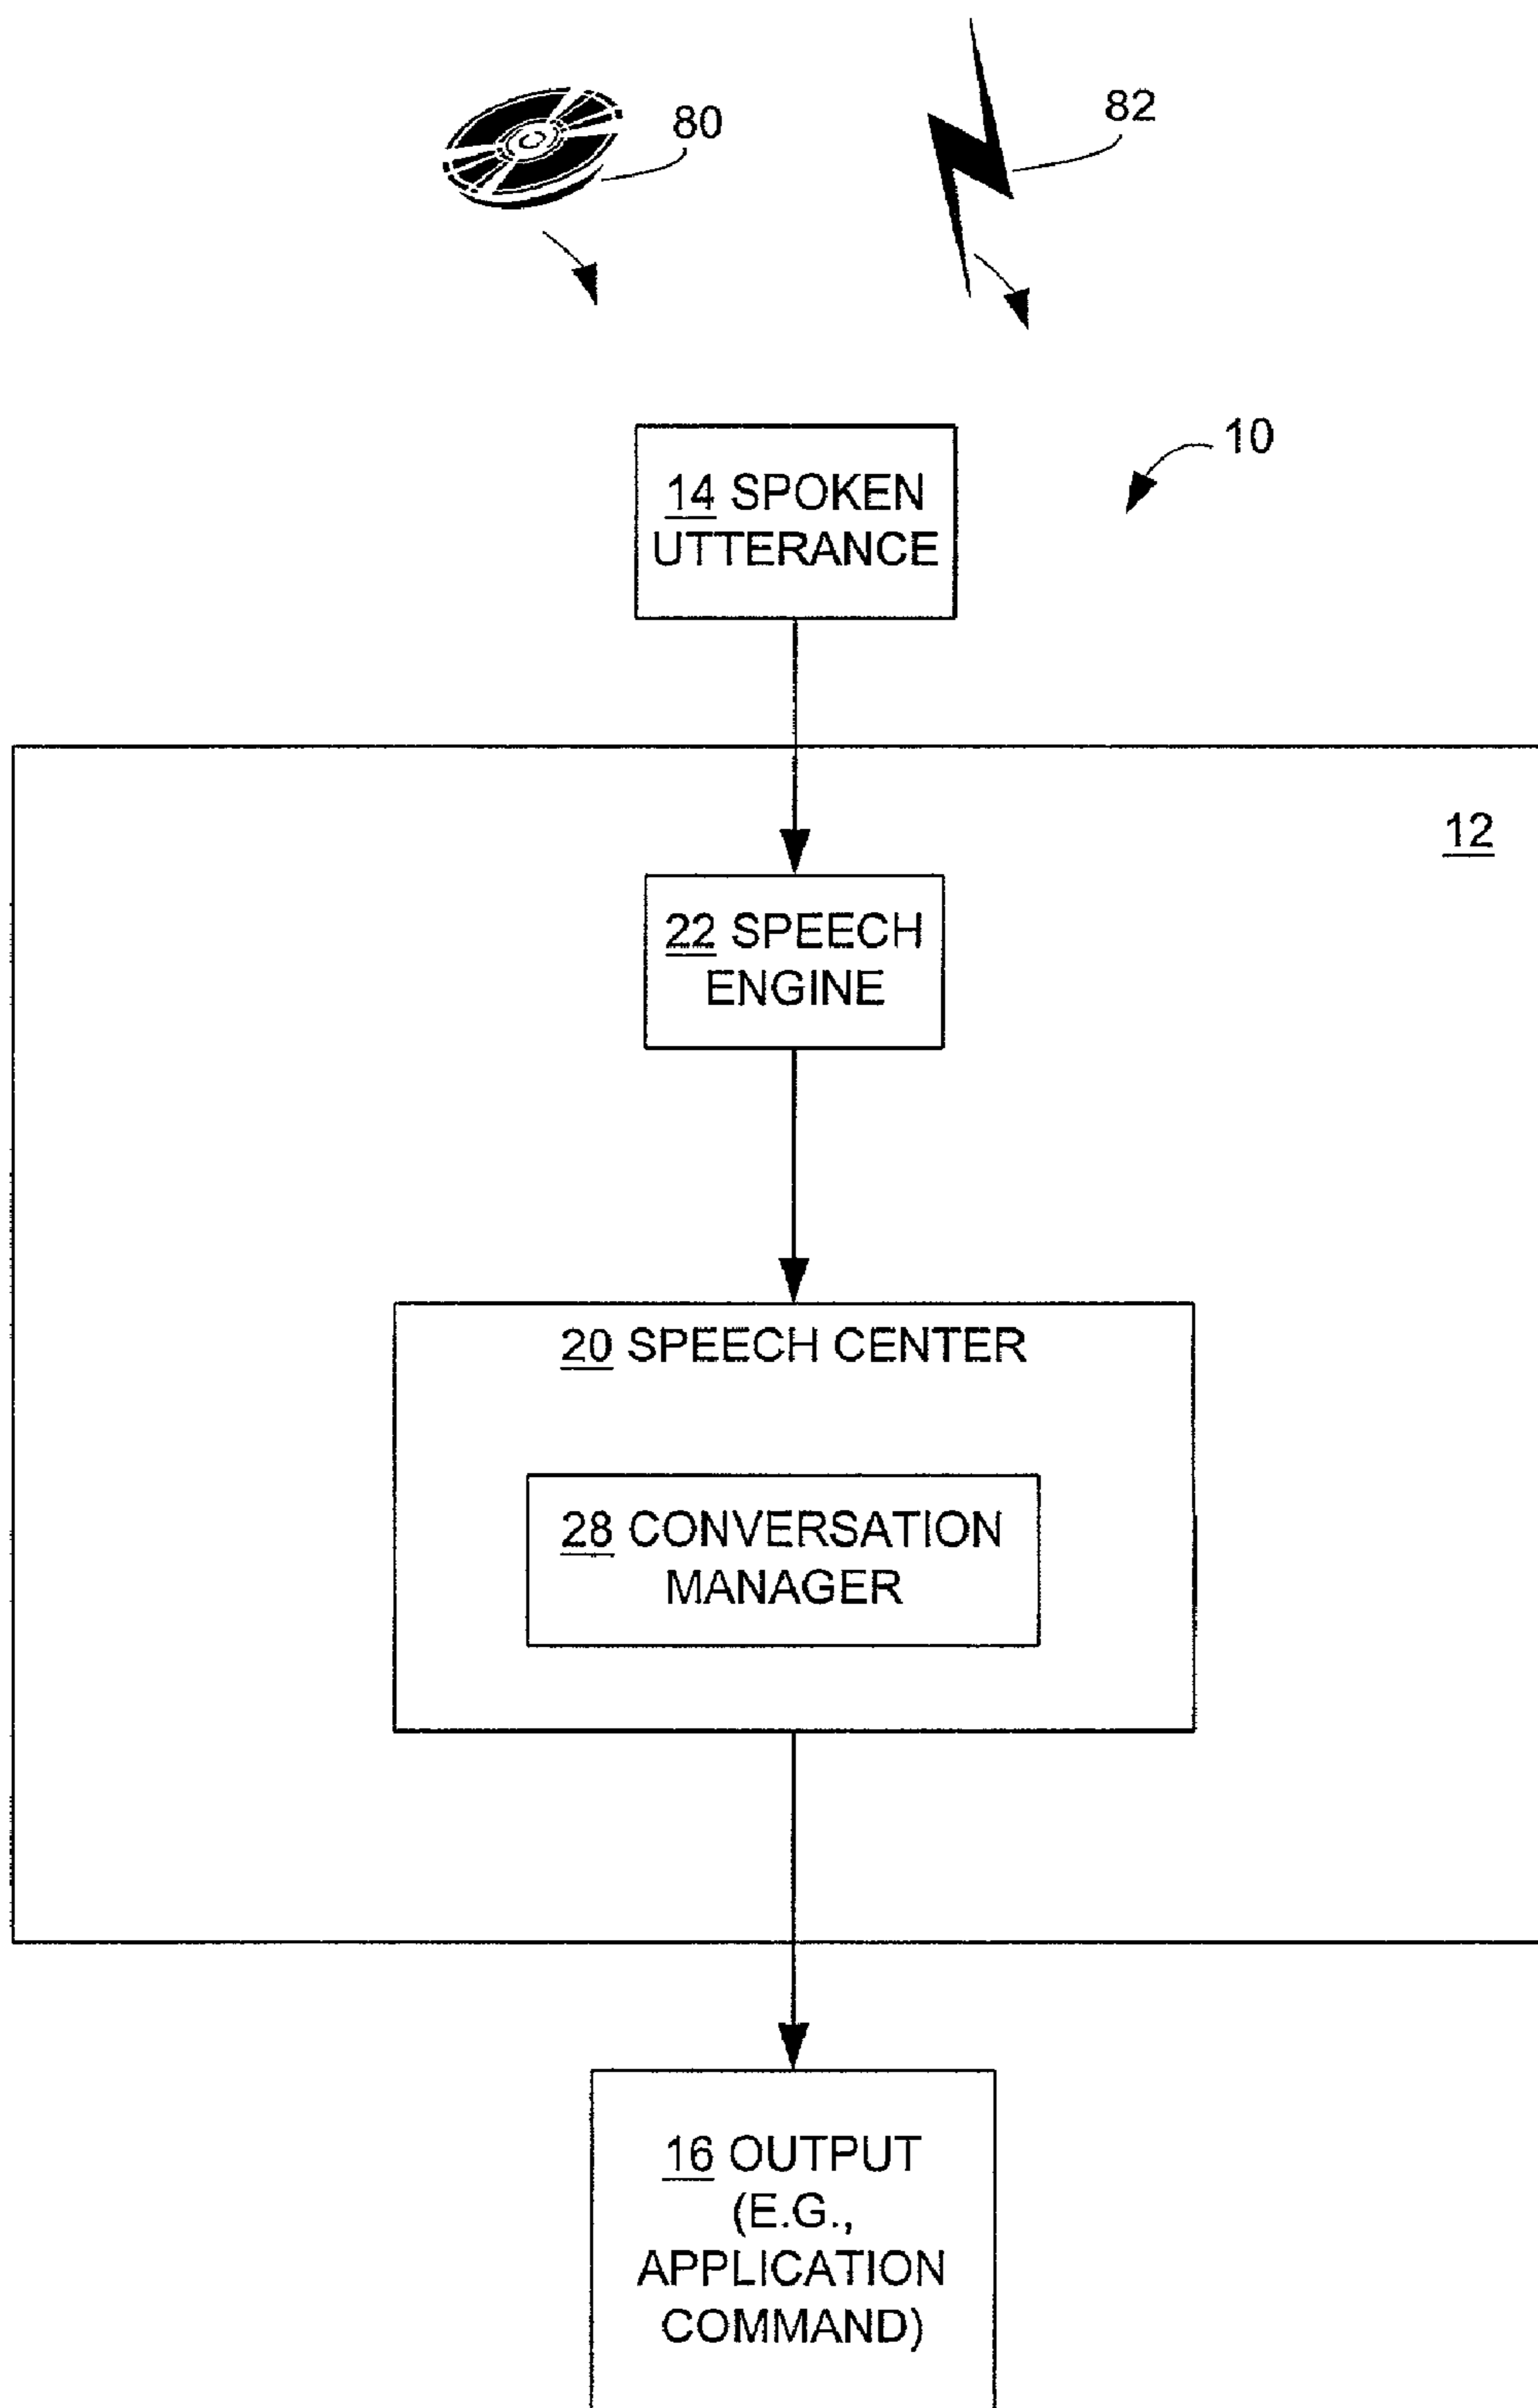 80
82
10
14 SPOKEN
UTTERANCE
12
22 SPEECH
ENGINE
20 SPEECH CENTER
28 CONVERSATION
MANAGER
16 OUTPUT
(E.G.,
APPLICATION
COMMAND)